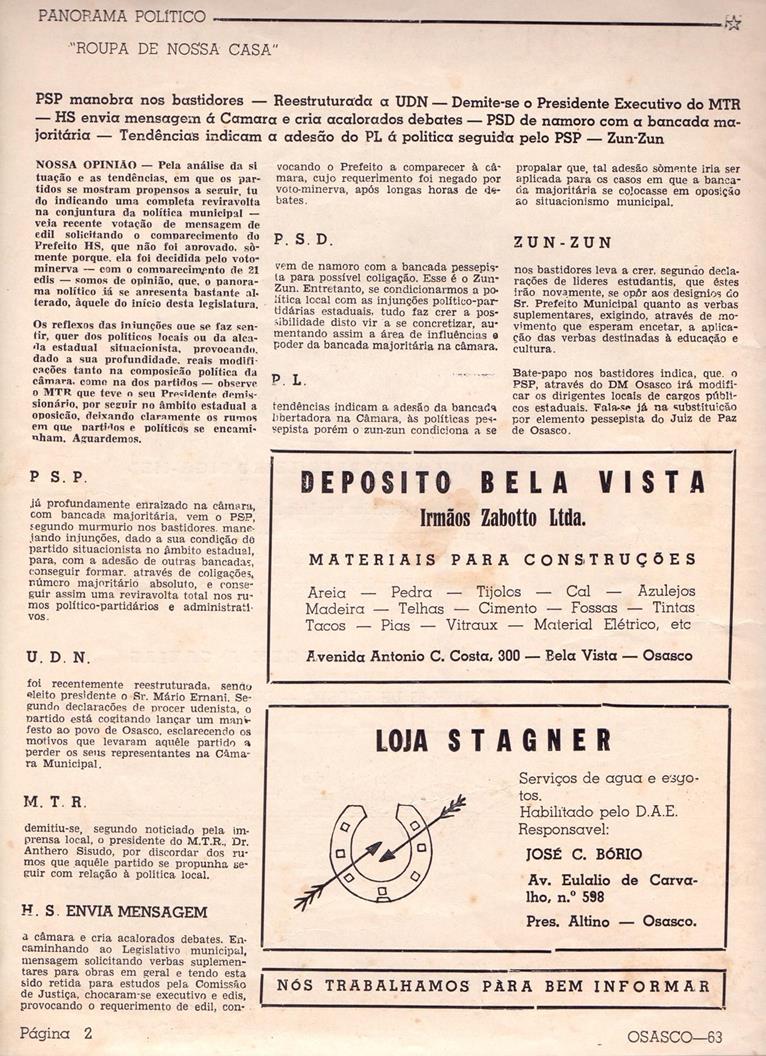 PANORAMA POLÍTICO
"ROUPA DE NOSSA CASA"
PSP manobra nos bastidores — Reestruturada a UDN — Demite-se o Presidente Executivo do MTR
— HS envia mensagem á Camara e cria acalorados debates — PSD de namoro com a bancada ma-
joritária — Tendências indicam a adesão do PL á politica seguida pelo PSP — Zun-Zun
NOSSA OPINIÃO — Pela análise da si
tuação e as tendências, em que os par-
tidos se mostram propensos a seguir, tu
do indicando uma completa reviravolta
na conjuntura da política municipal —
veja recente votação de mensagem de
edil solicitando o comparecimento do
Prefeito HS, que não foi aprovado, sò-
mente porque, ela foi decidida pelo voto-
minerva — com o comparecimento de 21
edis — somos de opinião, que, o panora-
ma político já se apresenta bastante al-
terado, àquele do início desta legislatura.
Os reflexos das injunções que se faz sen-
tir, quer dos políticos locais ou da alça-
da estadual situacionista, provocando,
dado a sua profundidade, reais modifi-
cações tanto na composição política da
câmara, como na dos partidos — observe
o MTR que teve o seu Presidente demis-
sionário, por seguir no âmbito estadual a
oposição, deixando claramente os rumos
em que partidos e políticos se encami-
nham. Aguardemos.
P. S. P.
já profundamente enraizado na câmara,
com bancada majoritária, vem o PSP,
segundo murmurio nos bastidores, mane-
jando injunções, dado a sua condição de
partido situacionista no âmbito estadual,
para, com a adesão de outras bancadas,
conseguir formar, através de coligações,
número majoritário absoluto, e conse-
guir assim uma reviravolta total nos ru-
mos político-partidários e administrati-
vos.
U. D. N.
foi recentemente reestruturada, sendo
eleito presidente o Sr. Mário Ernani. Se-
gundo declarações de procer udenista, o
partido está cogitando lançar um mani-
festo ao povo de Osasco, esclarecendo os
motivos que levaram aquêle partido a
perder os seus representantes na Câma-
ra Municipal.
M. T. R.
demitiu-se, segundo noticiado pela im-
prensa local, o presidente do M.T.R., Dr.
Anthero Sisudo, por discordar dos ru-
mos que aquêle partido se propunha se-
guir com relação à política local.
H. S. ENVIA MENSAGEM
a câmara e cria acalorados debates. En-
caminhando ao Legislativo municipal,
mensagem solicitando verbas suplemen-
tares para obras em geral e tendo esta
sido retida para estudos pela Comissão
de Justiça, chocaram-se executivo e edis,
provocando o requerimento de edil, con-
vocando o Prefeito a comparecer à câ-
mara, cujo requerimento foi negado por
voto-minerva, após longas horas de de-
bates.
P. S. D.
vem de namoro com a bancada pessepis-
ta para possivel coligação. Esse é o Zun-
Zun. Entretanto, se condicionarmos a po-
lítica local com as injunções político-par-
tidárias estaduais, tudo faz crer a pos-
sibilidade disto vir a se concretizar, au-
mentando assim a área de influências e
poder da bancada majoritária na câmara.
P. L.
tendências indicam a adesão da bancada
libertadora na Câmara, às políticas pes-
sepista porém o zun-zun condiciona a se
propalar que, tal adesão sòmente iria ser
aplicada para os casos em que a banca-
da majoritária se colocasse em oposição
ao situacionismo municipal.
ZUN-ZUN
nos bastidores leva a crer, segundo decla-
rações de lideres estudantis, que êstes
irão novamente, se opôr aos designios do
Sr. Prefeito Municipal quanto as verbas
suplementares, exigindo, através de mo-
vimento que esperam encetar, a aplica-
ção das verbas destinadas à educação e
cultura.
Bate-papo nos bastidores indica, que, o
PSP, através do DM Osasco irá modifi-
car os dirigentes locais de cargos públi-
cos estaduais. Fala-se já na substituição
por elemento pessepista do Juiz de Paz
de Osasco.
DEPOSITO BELA VISTA
Irmãos Zabotto Ltda.
MATERIAIS PARA CONSTRUÇÕES
Areia — Pedra — Tijolos — Cal — Azulejos
Madeira — Telhas — Cimento — Fossas — Tintas
Tacos — Pias — Vitraux — Material Elétrico, etc
Avenida Antonio C. Costa, 300 — Bela Vista — Osasco
LOJA STAGNER
Serviços de agua e esgo-
tos.
Habilitado pelo D.A.E.
Responsavel:
JOSÉ C. BÓRIO
Av. Eulalio de Carva-
lho, n.º 598
Pres. Altino — Osasco.
NÓS TRABALHAMOS PARA BEM INFORMAR
Página 2
OSASCO—63